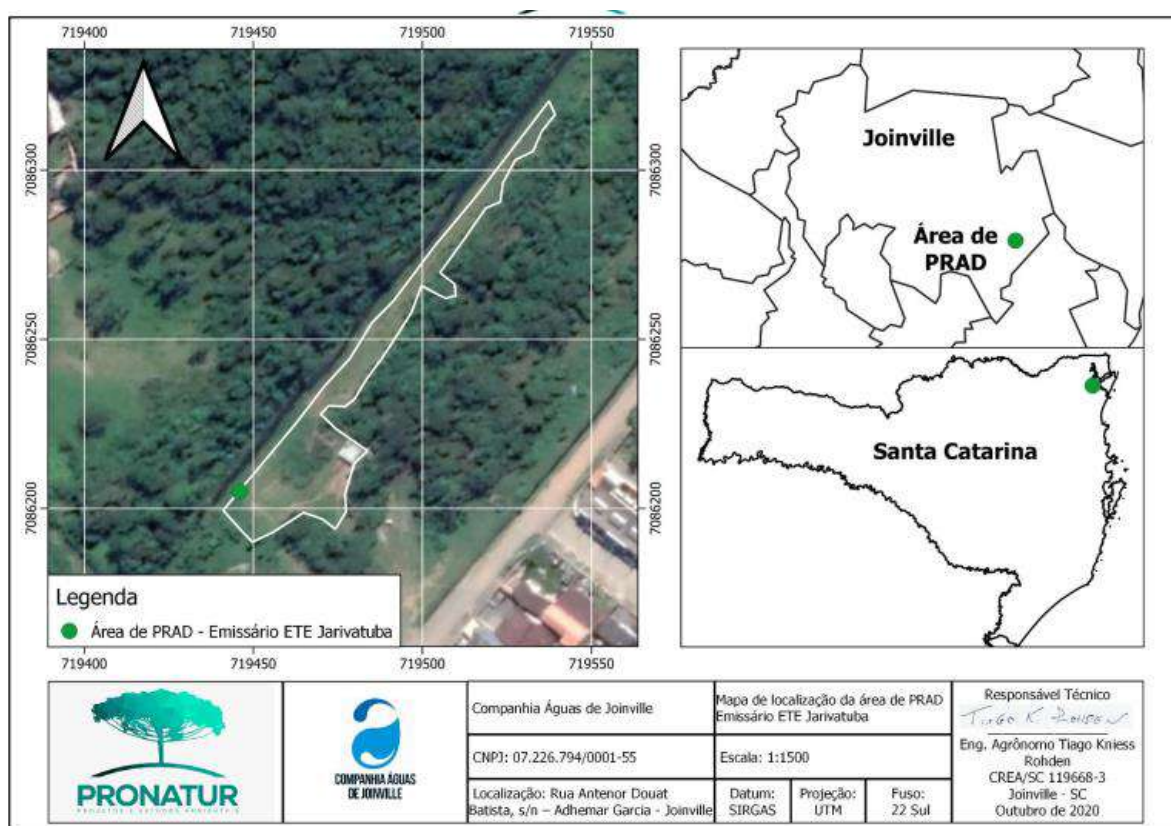 719400
719450
719500
719550
7086300
7086250
7086200
7086300
7086250
7086200
Legenda
Área de PRAD - Emissário ETE Jarivatuba
719400
719450
719500
719550
Joinville
Área de
PRAD
Santa Catarina
PRONATUR
PROJETOS E ESTUDOS AMBIENTAIS
COMPANHIA ÁGUAS
DE JOINVILLE
Companhia Águas de Joinville
CNPJ: 07.226.794/0001-55
Localização: Rua Antenor Douat
Batista, s/n – Adhemar Garcia - Joinville
Mapa de localização da área de PRAD
Emissário ETE Jarivatuba
Escala: 1:1500
Datum:
SIRGAS
Projeção:
UTM
Fuso:
22 Sul
Responsável Técnico
Eng. Agrônomo Tiago Kniess
Rohden
CREA/SC 119668-3
Joinville - SC
Outubro de 2020